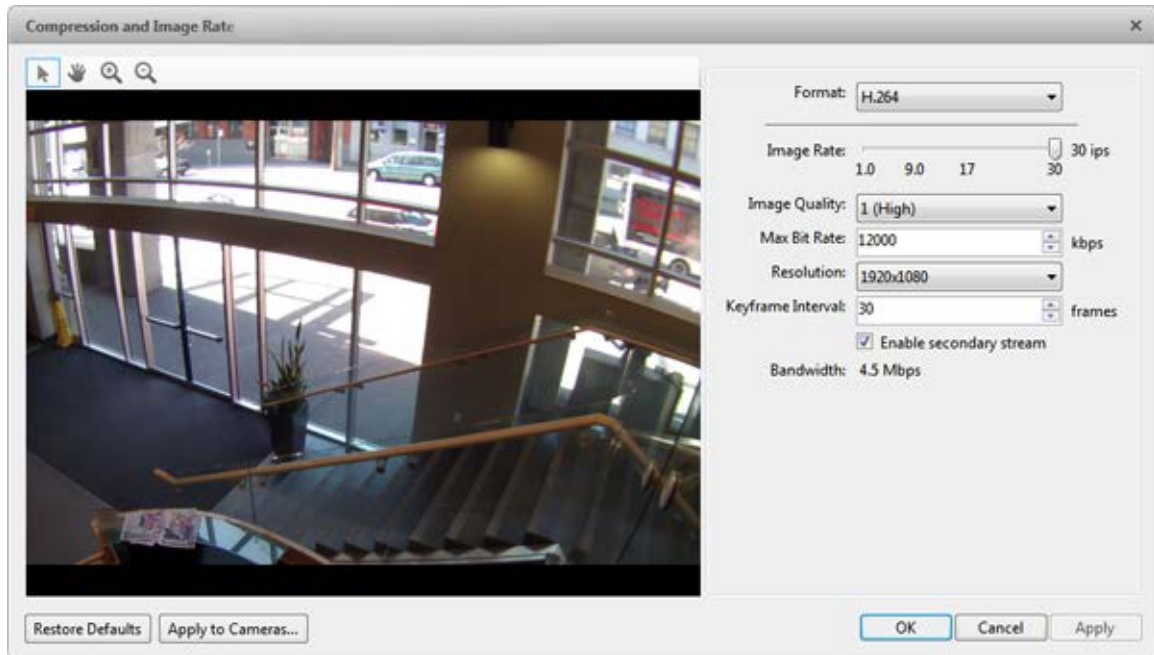 Compression and Image Rate
Format: H.264
Image Rate: 30 ips
1.0 9.0 17 30
Image Quality: 1 (High)
Max Bit Rate: 12000 kbps
Resolution: 1920x1080
Keyframe Interval: 30 frames
Enable secondary stream
Bandwidth: 4.5 Mbps
Restore Defaults Apply to Cameras... OK Cancel Apply